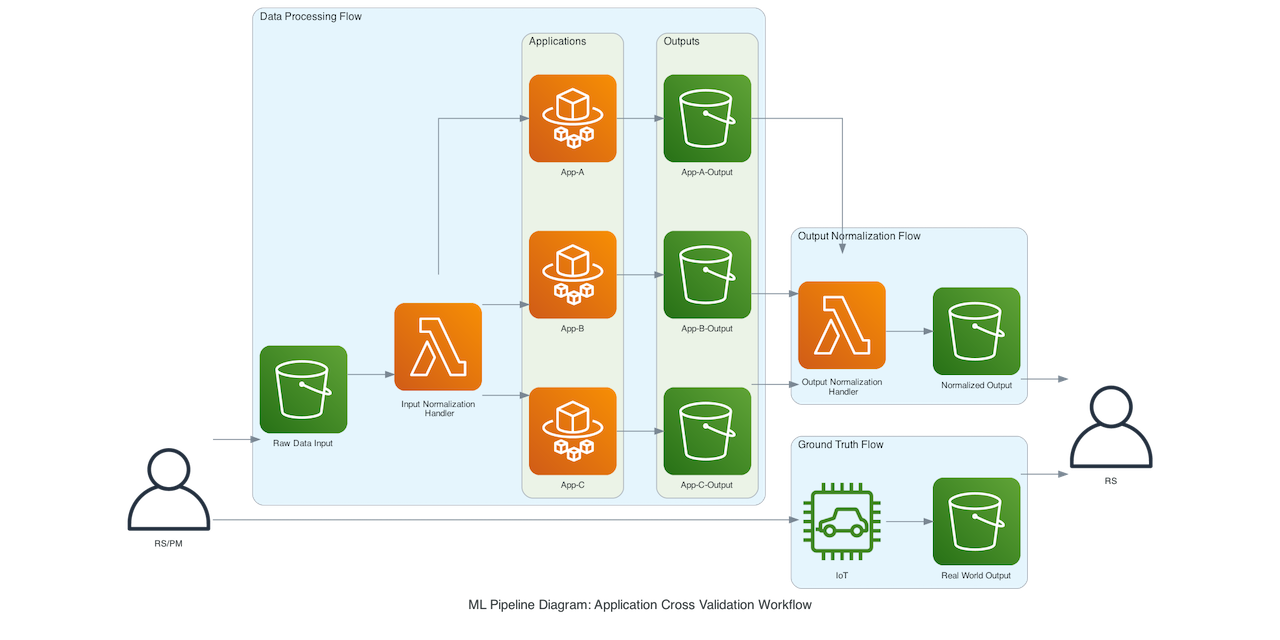 Data Processing Flow
Applications
Outputs
App-A
App-A-Output
Output Normalization Flow
App-B
App-B-Output
Input Normalization
Handler
Output Normalization
Handler
Normalized Output
Raw Data Input
Ground Truth Flow
App-C
App-C-Output
RS
RS/PM
IoT
Real World Output
ML Pipeline Diagram: Application Cross Validation Workflow